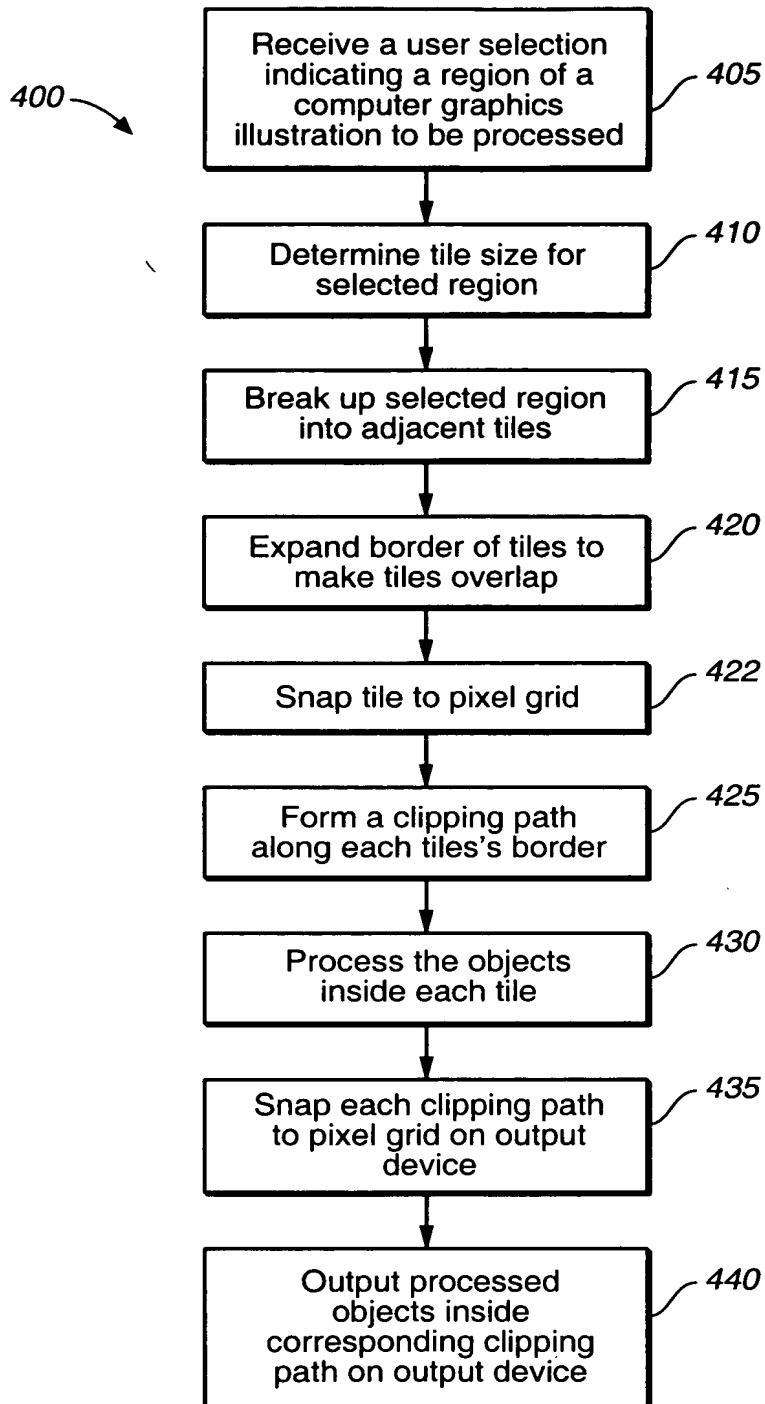 400
Receive a user selection
indicating a region of a
computer graphics
illustration to be processed
405
Determine tile size for
selected region
410
Break up selected region
into adjacent tiles
415
Expand border of tiles to
make tiles overlap
420
Snap tile to pixel grid
422
Form a clipping path
along each tiles's border
425
Process the objects
inside each tile
430
Snap each clipping path
to pixel grid on output
device
435
Output processed
objects inside
corresponding clipping
path on output device
440